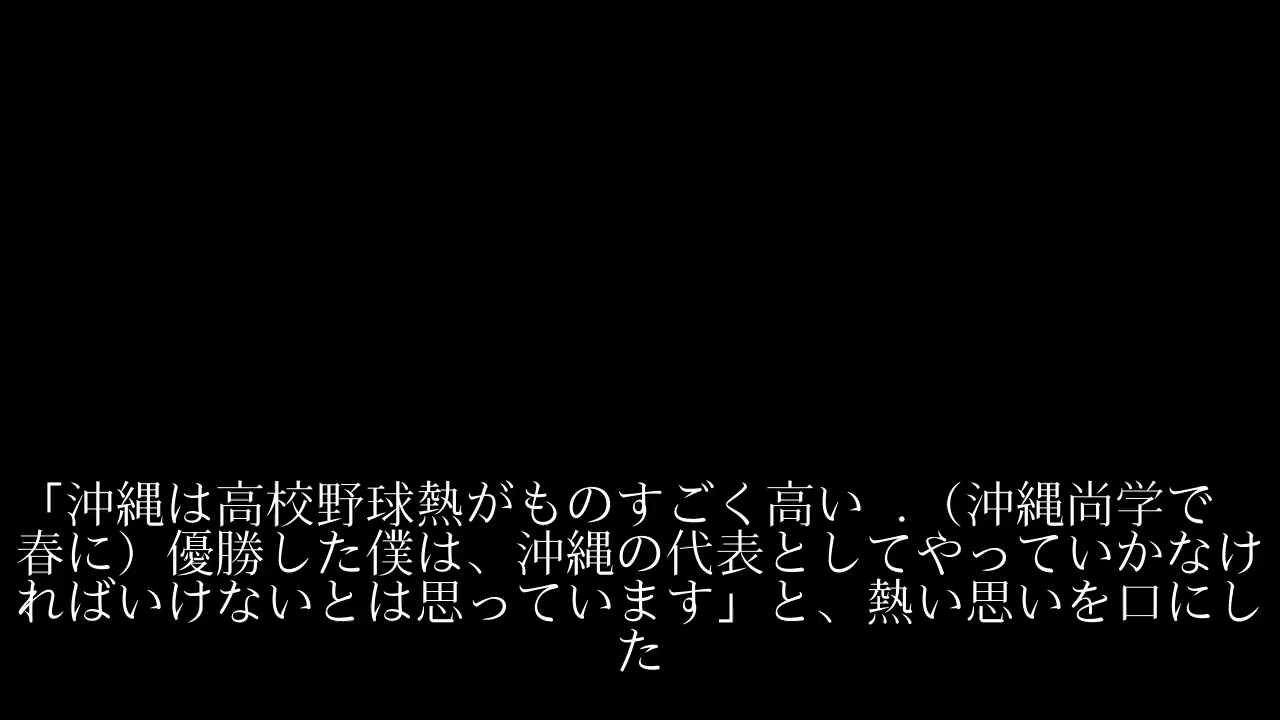 「沖縄は高校野球熱がものすごく高い．（沖縄尚学で
春に）優勝した僕は、沖縄の代表としてやっていかなけ
ればいけないとは思っています」と、熱い思いを口にし
た